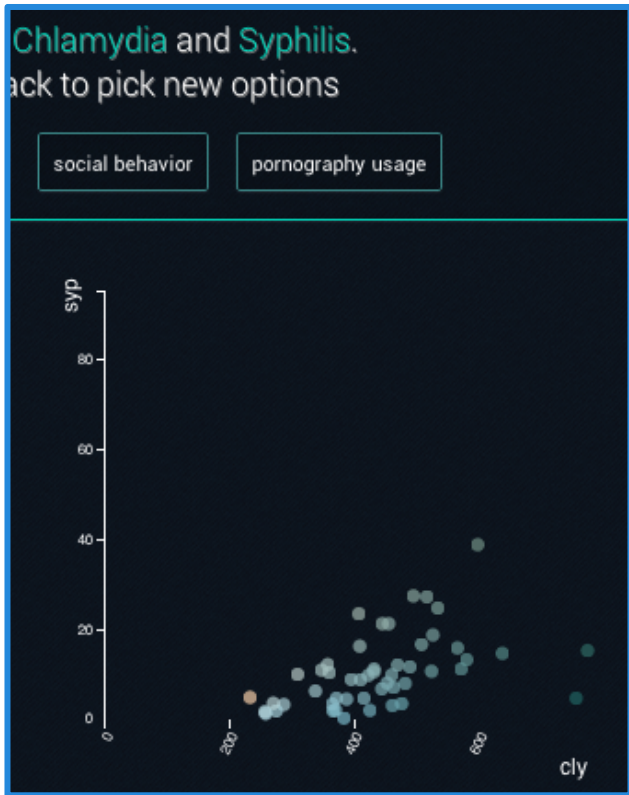 Chlamydia and Syphilis.
ack to pick new options
social behavior
pornography usage
syp
80
60
40
20
0
0
200
400
600
cly